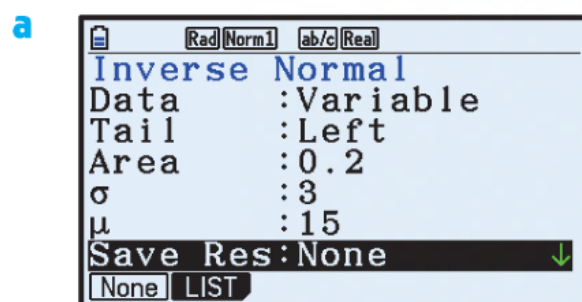 a
Rad Norm1 ab/c Real
Inverse Normal
Data :Variable
Tail :Left
Area :0.2
σ :3
μ :15
Save Res:None ↓
None LIST